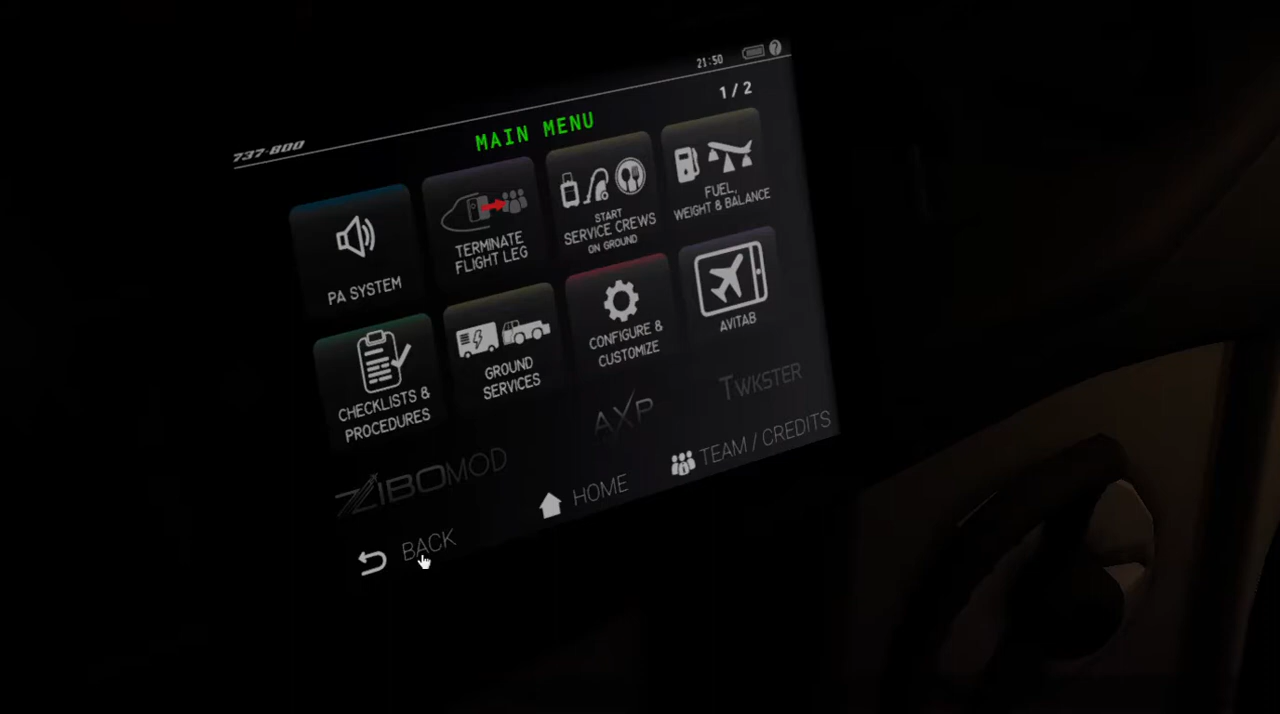 21:50
?
737-800
1 / 2
MAIN MENU
PA SYSTEM
TERMINATE
FLIGHT LEG
START
SERVICE CREWS
ON GROUND
FUEL,
WEIGHT & BALANCE
CHECKLISTS &
PROCEDURES
GROUND
SERVICES
CONFIGURE &
CUSTOMIZE
AVITAB
ZIBOMOD
AXP
TWKSTER
BACK
HOME
TEAM / CREDITS